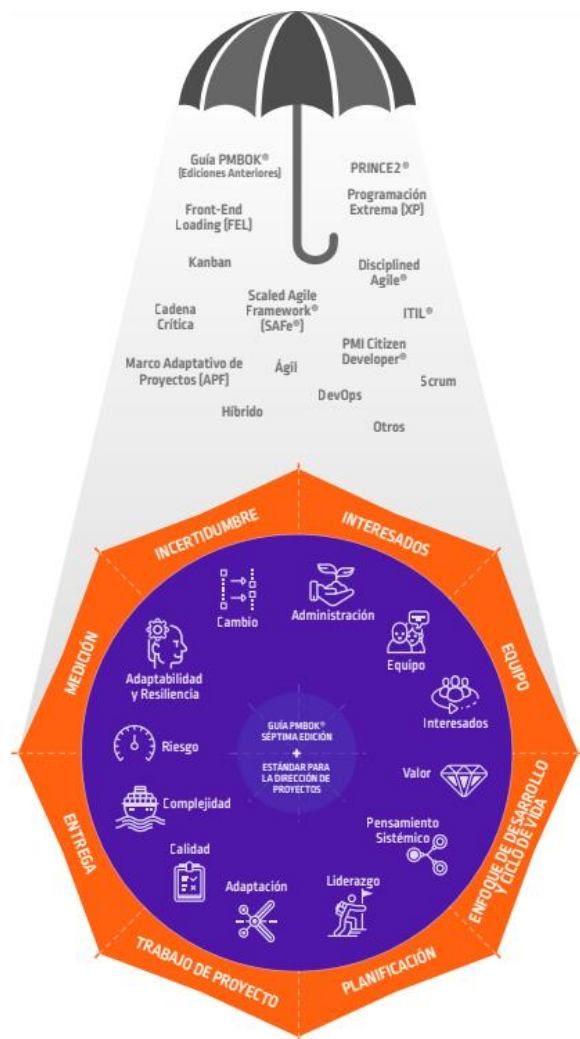 Guía PMBOK®
(Ediciones Anteriores)
PRINCE2®
Programación
Extrema (XP)
Front-End
Loading (FEL)
Kanban
Disciplined
Agile®
Scaled Agile
Framework®
(SAFe®)
Cadena
Crítica
ITIL®
PMI Citizen
Developer®
Marco Adaptativo de
Proyectos (APF)
Ágil
Scrum
DevOps
Híbrido
Otros
INCERTIDUMBRE
INTERESADOS
EQUIPO
ENFOQUE DE DESARROLLO
Y CICLO DE VIDA
PLANIFICACIÓN
TRABAJO DE PROYECTO
ENTREGA
MEDICIÓN
Administración
Equipo
Interesados
Valor
Pensamiento
Sistémico
Liderazgo
Adaptación
Calidad
Complejidad
Riesgo
Adaptabilidad
y Resiliencia
Cambio
GUÍA PMBOK®
SÉPTIMA EDICIÓN
+
ESTÁNDAR PARA
LA DIRECCIÓN DE
PROYECTOS